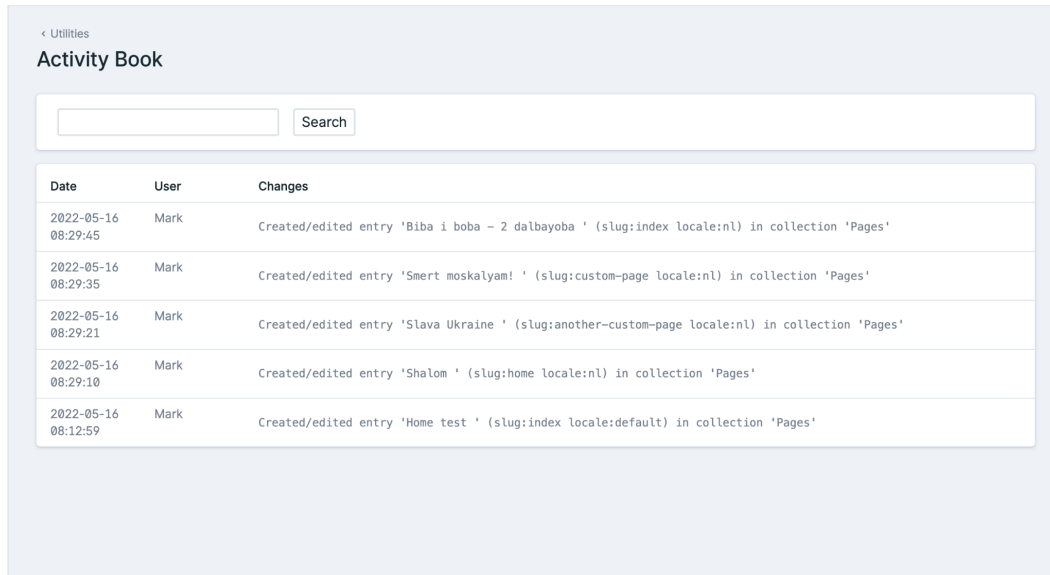 ‹ Utilities
Activity Book
Search
Date User Changes
2022-05-16 Mark
08:29:45 Created/edited entry 'Biba i boba – 2 dalbayoba ' (slug:index locale:nl) in collection 'Pages'
2022-05-16 Mark
08:29:35 Created/edited entry 'Smert moskalyam! ' (slug:custom-page locale:nl) in collection 'Pages'
2022-05-16 Mark
08:29:21 Created/edited entry 'Slava Ukraine ' (slug:another-custom-page locale:nl) in collection 'Pages'
2022-05-16 Mark
08:29:10 Created/edited entry 'Shalom ' (slug:home locale:nl) in collection 'Pages'
2022-05-16 Mark
08:12:59 Created/edited entry 'Home test ' (slug:index locale:default) in collection 'Pages'